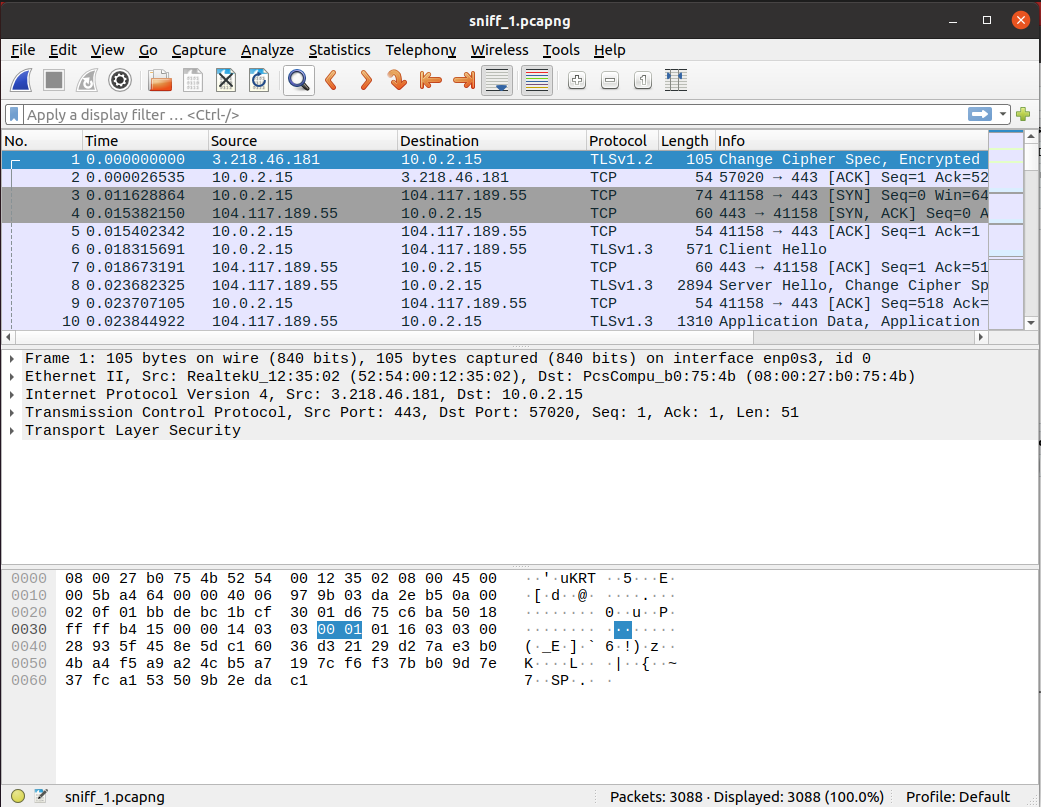 sniff_1.pcapng
File Edit View Go Capture Analyze Statistics Telephony Wireless Tools Help
Apply a display filter … <Ctrl-/>
No. Time Source Destination Protocol Length Info
1 0.000000000 3.218.46.181 10.0.2.15 TLSv1.2 105 Change Cipher Spec, Encrypted
2 0.000026535 10.0.2.15 3.218.46.181 TCP 54 57020 → 443 [ACK] Seq=1 Ack=52
3 0.011628864 10.0.2.15 104.117.189.55 TCP 74 41158 → 443 [SYN] Seq=0 Win=64
4 0.015382150 104.117.189.55 10.0.2.15 TCP 60 443 → 41158 [SYN, ACK] Seq=0 A
5 0.015402342 10.0.2.15 104.117.189.55 TCP 54 41158 → 443 [ACK] Seq=1 Ack=1
6 0.018315691 10.0.2.15 104.117.189.55 TLSv1.3 571 Client Hello
7 0.018673191 104.117.189.55 10.0.2.15 TCP 60 443 → 41158 [ACK] Seq=1 Ack=51
8 0.023682325 104.117.189.55 10.0.2.15 TLSv1.3 2894 Server Hello, Change Cipher Sp
9 0.023707105 10.0.2.15 104.117.189.55 TCP 54 41158 → 443 [ACK] Seq=518 Ack=
10 0.023844922 104.117.189.55 10.0.2.15 TLSv1.3 1310 Application Data, Application
Frame 1: 105 bytes on wire (840 bits), 105 bytes captured (840 bits) on interface enp0s3, id 0
Ethernet II, Src: RealtekU_12:35:02 (52:54:00:12:35:02), Dst: PcsCompu_b0:75:4b (08:00:27:b0:75:4b)
Internet Protocol Version 4, Src: 3.218.46.181, Dst: 10.0.2.15
Transmission Control Protocol, Src Port: 443, Dst Port: 57020, Seq: 1, Ack: 1, Len: 51
Transport Layer Security
0000 08 00 27 b0 75 4b 52 54 00 12 35 02 08 00 45 00 ··'·uKRT ··5···E·
0010 00 5b a4 64 00 00 40 06 97 9b 03 da 2e b5 0a 00 ·[·d··@· ····.···
0020 02 0f 01 bb de bc 1b cf 30 01 d6 75 c6 ba 50 18 ········ 0··u··P·
0030 ff ff b4 15 00 00 14 03 03 00 01 01 16 03 03 00 ········ ········
0040 28 93 5f 45 8e 5d c1 60 36 d3 21 29 d2 7a e3 b0 (·_E·]·` 6·!)·z··
0050 4b a4 f5 a9 a2 4c b5 a7 19 7c f6 f3 7b b0 9d 7e K····L·· ·|··{··~
0060 37 fc a1 53 50 9b 2e da c1 7··SP·.· ·
sniff_1.pcapng Packets: 3088 · Displayed: 3088 (100.0%) Profile: Default